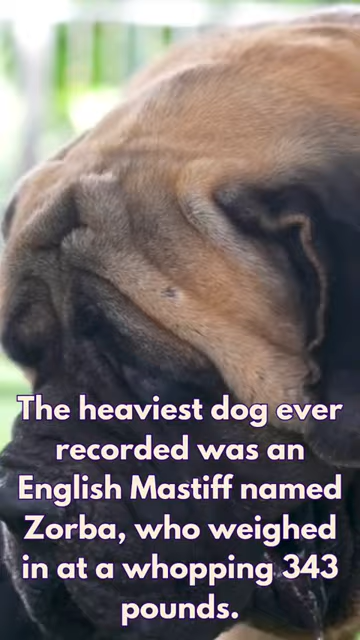 The heaviest dog ever
recorded was an
English Mastiff named
Zorba, who weighed
in at a whopping 343
pounds.